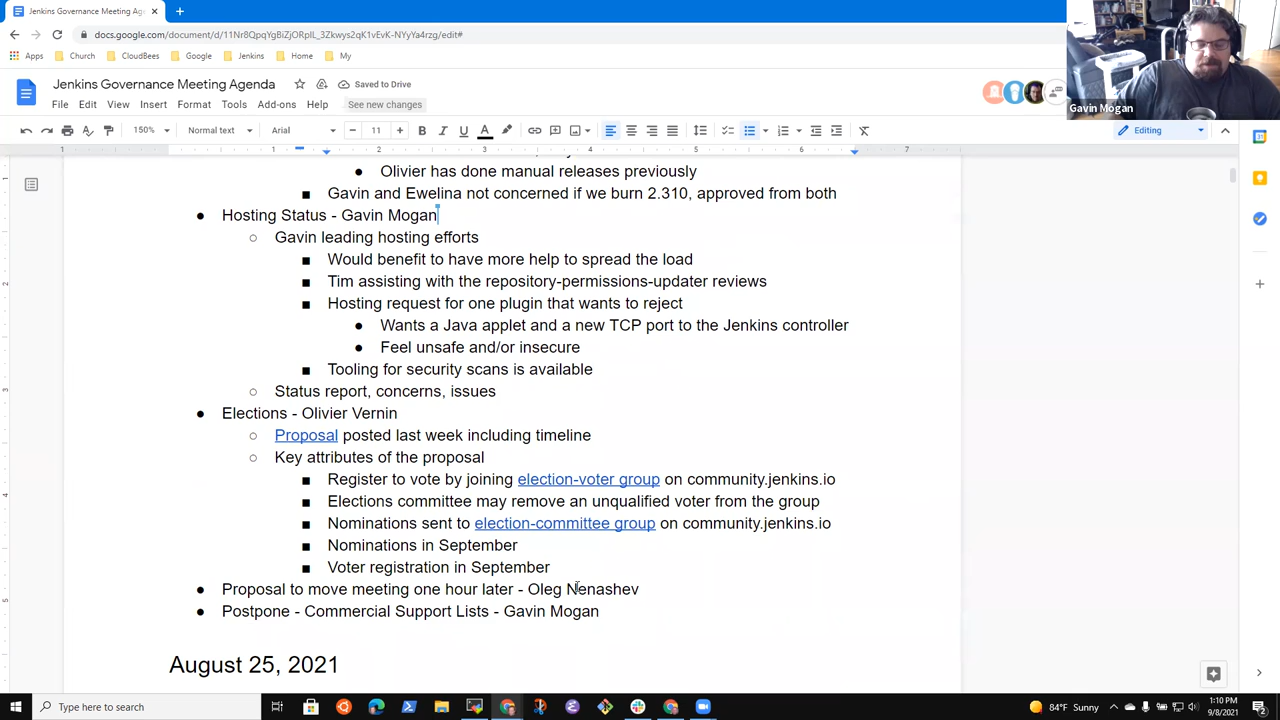 Jenkins Governance Meeting Age
docs.google.com/document/d/11Nr8QpqYgBiZjORplL_3Zkwys2qK1vEvK-NYyYa4rzg/edit#
Apps Church CloudBees Google Jenkins Home My
Jenkins Governance Meeting Agenda Saved to Drive
File Edit View Insert Format Tools Add-ons Help See new changes
150% Normal text Arial 11 Editing
Gavin Mogan
1 1 2 3 4 5 6 7
Olivier has done manual releases previously
Gavin and Ewelina not concerned if we burn 2.310, approved from both
Hosting Status - Gavin Mogan
Gavin leading hosting efforts
Would benefit to have more help to spread the load
Tim assisting with the repository-permissions-updater reviews
Hosting request for one plugin that wants to reject
Wants a Java applet and a new TCP port to the Jenkins controller
Feel unsafe and/or insecure
Tooling for security scans is available
Status report, concerns, issues
Elections - Olivier Vernin
Proposal posted last week including timeline
Key attributes of the proposal
Register to vote by joining election-voter group on community.jenkins.io
Elections committee may remove an unqualified voter from the group
Nominations sent to election-committee group on community.jenkins.io
Nominations in September
Voter registration in September
Proposal to move meeting one hour later - Oleg Nenashev
Postpone - Commercial Support Lists - Gavin Mogan
August 25, 2021
Type here to search
84°F Sunny
1:10 PM
9/8/2021